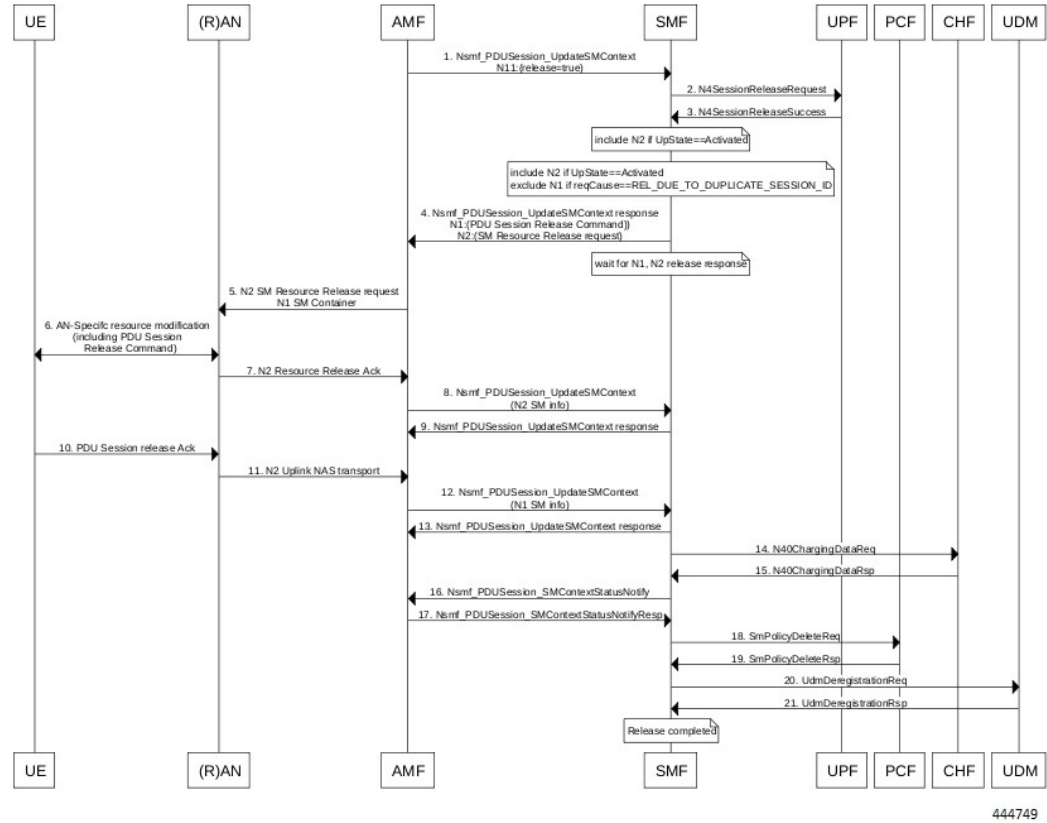 UE (R)AN AMF SMF UPF PCF CHF UDM
1. Nsmf_PDUSession_UpdateSMContext
N11:(release=true)
2. N4SessionReleaseRequest
3. N4SessionReleaseSuccess
include N2 if UpState==Activated
include N2 if UpState==Activated
exclude N1 if reqCause==REL_DUE_TO_DUPLICATE_SESSION_ID
4. Nsmf_PDUSession_UpdateSMContext response
N1:(PDU Session Release Command))
N2:(SM Resource Release request)
wait for N1, N2 release response
5. N2 SM Resource Release request
N1 SM Container
6. AN-Specifc resource modification
(including PDU Session
Release Command)
7. N2 Resource Release Ack
8. Nsmf_PDUSession_UpdateSMContext
(N2 SM info)
9. Nsmf_PDUSession_UpdateSMContext response
10. PDU Session release Ack
11. N2 Uplink NAS transport
12. Nsmf_PDUSession_UpdateSMContext
(N1 SM info)
13. Nsmf_PDUSession_UpdateSMContext response
14. N40ChargingDataReq
15. N40ChargingDataRsp
16. Nsmf_PDUSession_SMContextStatusNotify
17. Nsmf_PDUSession_SMContextStatusNotifyResp
18. SmPolicyDeleteReq
19. SmPolicyDeleteRsp
20. UdmDeregistrationReq
21. UdmDeregistrationRsp
Release completed
UE (R)AN AMF SMF UPF PCF CHF UDM
444749